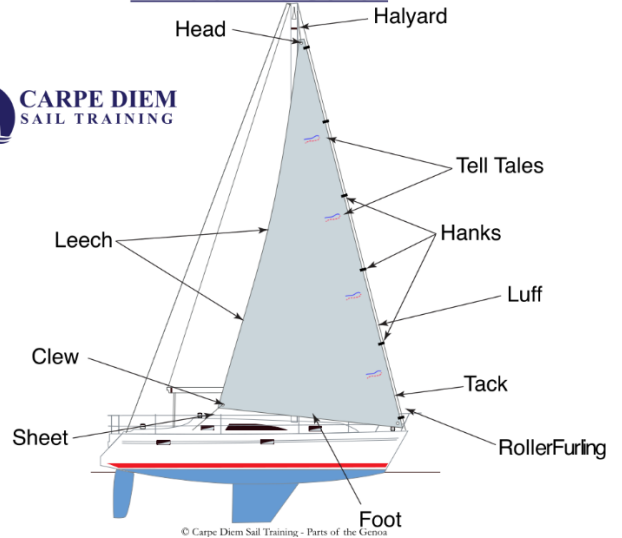 Halyard
Head
CARPE DIEM
SAIL TRAINING
Tell Tales
Leech
Hanks
Luff
Clew
Tack
Sheet
RollerFurling
Foot
© Carpe Diem Sail Training - Parts of the Genoa